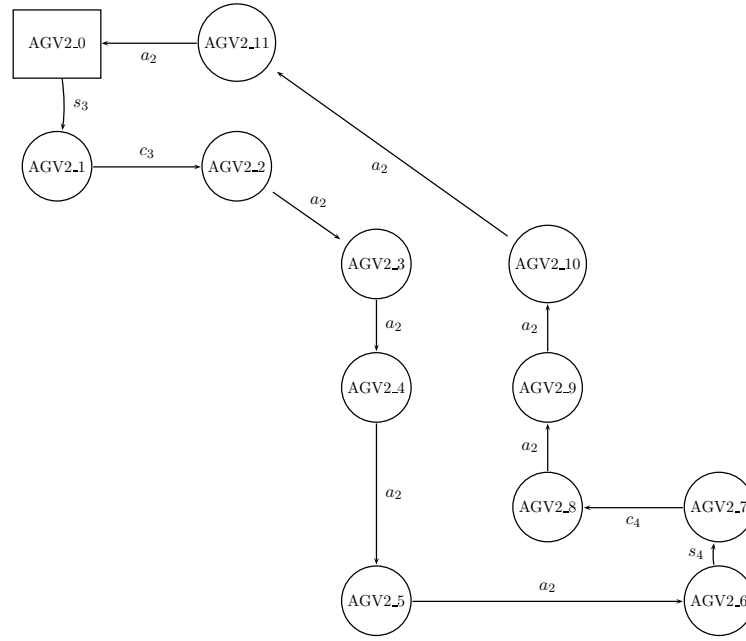 AGV2_0
a₂
AGV2_11
s₃
AGV2_1
c₃
AGV2_2
a₂
a₂
AGV2_3
AGV2_10
a₂
a₂
AGV2_4
AGV2_9
a₂
a₂
AGV2_8
c₄
AGV2_7
s₄
AGV2_5
a₂
AGV2_6